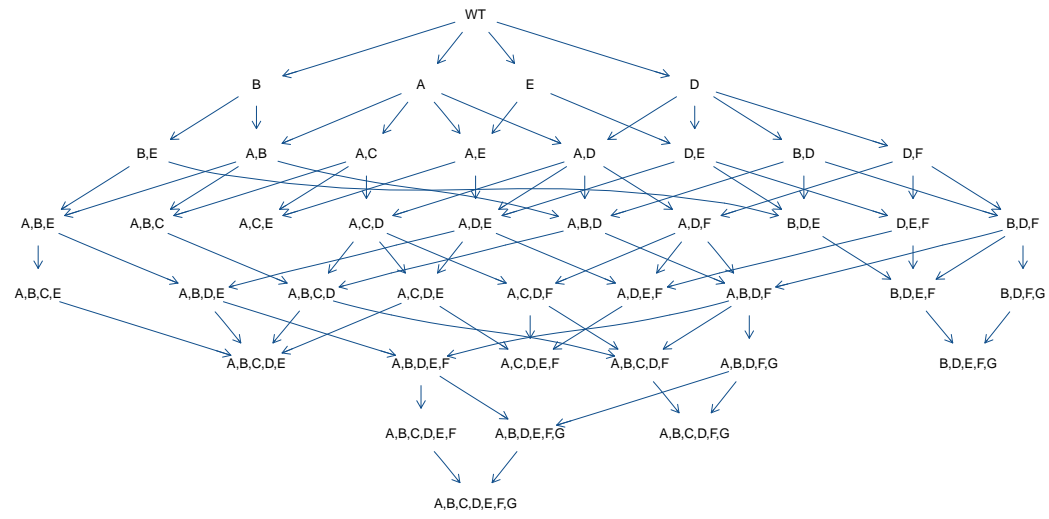 WT
B A E D
B,E A,B A,C A,E A,D D,E B,D D,F
A,B,E A,B,C A,C,E A,C,D A,D,E A,B,D A,D,F B,D,E D,E,F B,D,F
A,B,C,E A,B,D,E A,B,C,D A,C,D,E A,C,D,F A,D,E,F A,B,D,F B,D,E,F B,D,F,G
A,B,C,D,E A,B,D,E,F A,C,D,E,F A,B,C,D,F A,B,D,F,G B,D,E,F,G
A,B,C,D,E,F A,B,D,E,F,G A,B,C,D,F,G
A,B,C,D,E,F,G